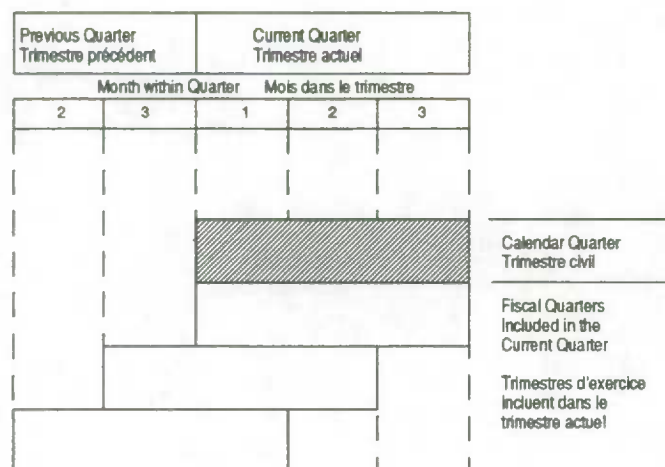 Previous Quarter
Trimestre précédent
Current Quarter
Trimestre actuel
Month within Quarter Mois dans le trimestre
2 3 1 2 3
Calendar Quarter
Trimestre civil
Fiscal Quarters
Included in the
Current Quarter
Trimestres d'exercice
incluent dans le
trimestre actuel